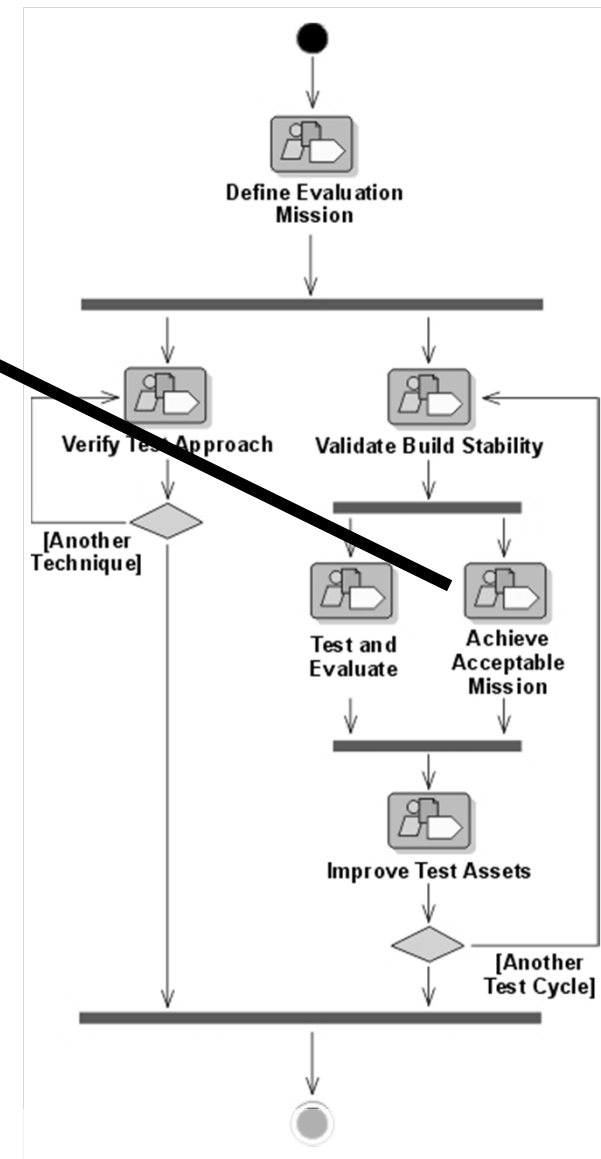 Define Evaluation
Mission
Verify Test Approach
Validate Build Stability
[Another
Technique]
Test and
Evaluate
Achieve
Acceptable
Mission
Improve Test Assets
[Another
Test Cycle]